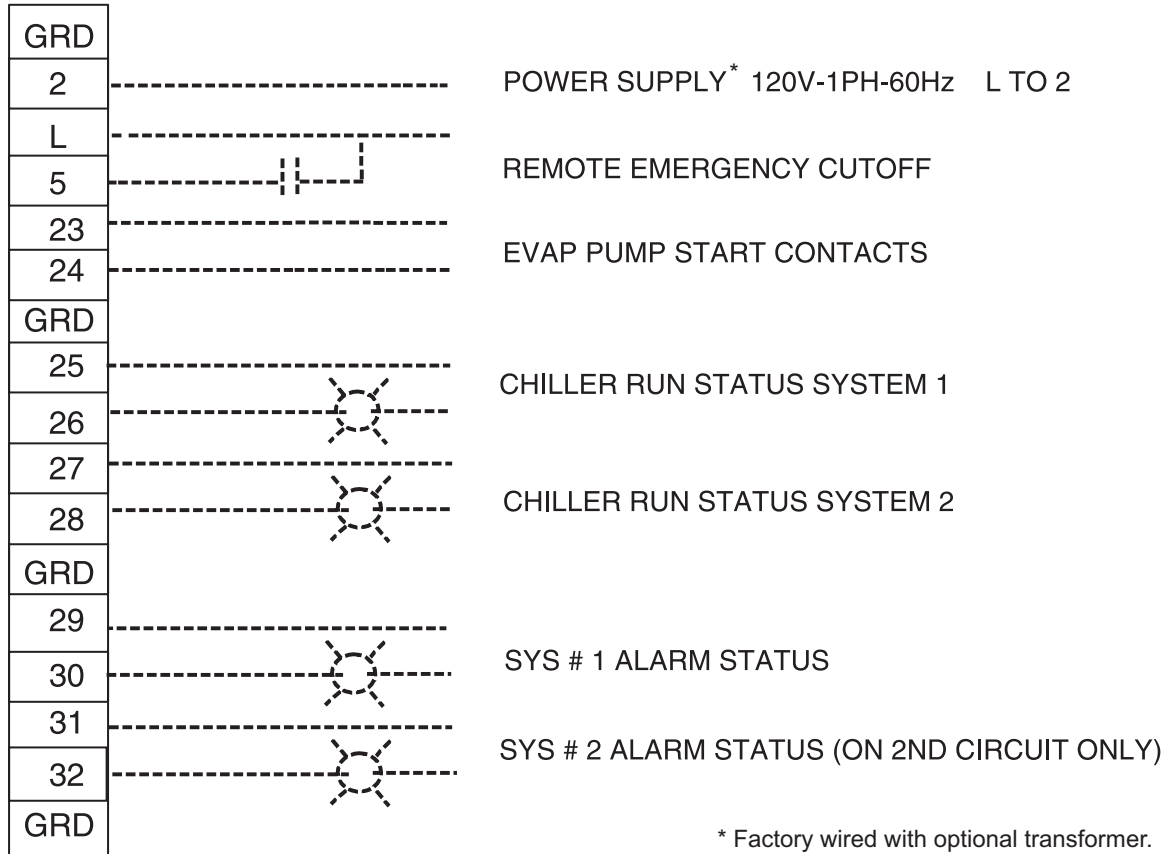 GRD
2 POWER SUPPLY* 120V-1PH-60Hz L TO 2
L
5 REMOTE EMERGENCY CUTOFF
23
24 EVAP PUMP START CONTACTS
GRD
25
CHILLER RUN STATUS SYSTEM 1
26
27
28 CHILLER RUN STATUS SYSTEM 2
GRD
29
30 SYS # 1 ALARM STATUS
31
SYS # 2 ALARM STATUS (ON 2ND CIRCUIT ONLY)
32
GRD
* Factory wired with optional transformer.